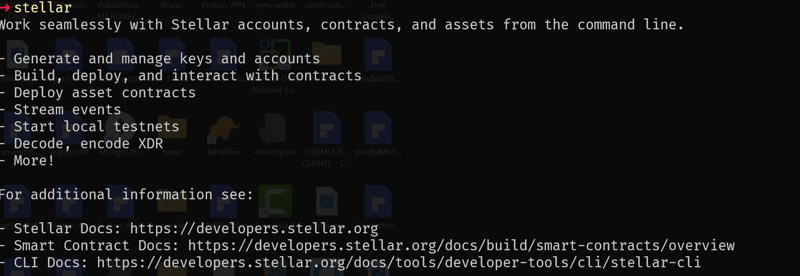 → stellar
Work seamlessly with Stellar accounts, contracts, and assets from the command line.
- Generate and manage keys and accounts
- Build, deploy, and interact with contracts
- Deploy asset contracts
- Stream events
- Start local testnets
- Decode, encode XDR
- More!
For additional information see:
- Stellar Docs: https://developers.stellar.org
- Smart Contract Docs: https://developers.stellar.org/docs/build/smart-contracts/overview
- CLI Docs: https://developers.stellar.org/docs/tools/developer-tools/cli/stellar-cli